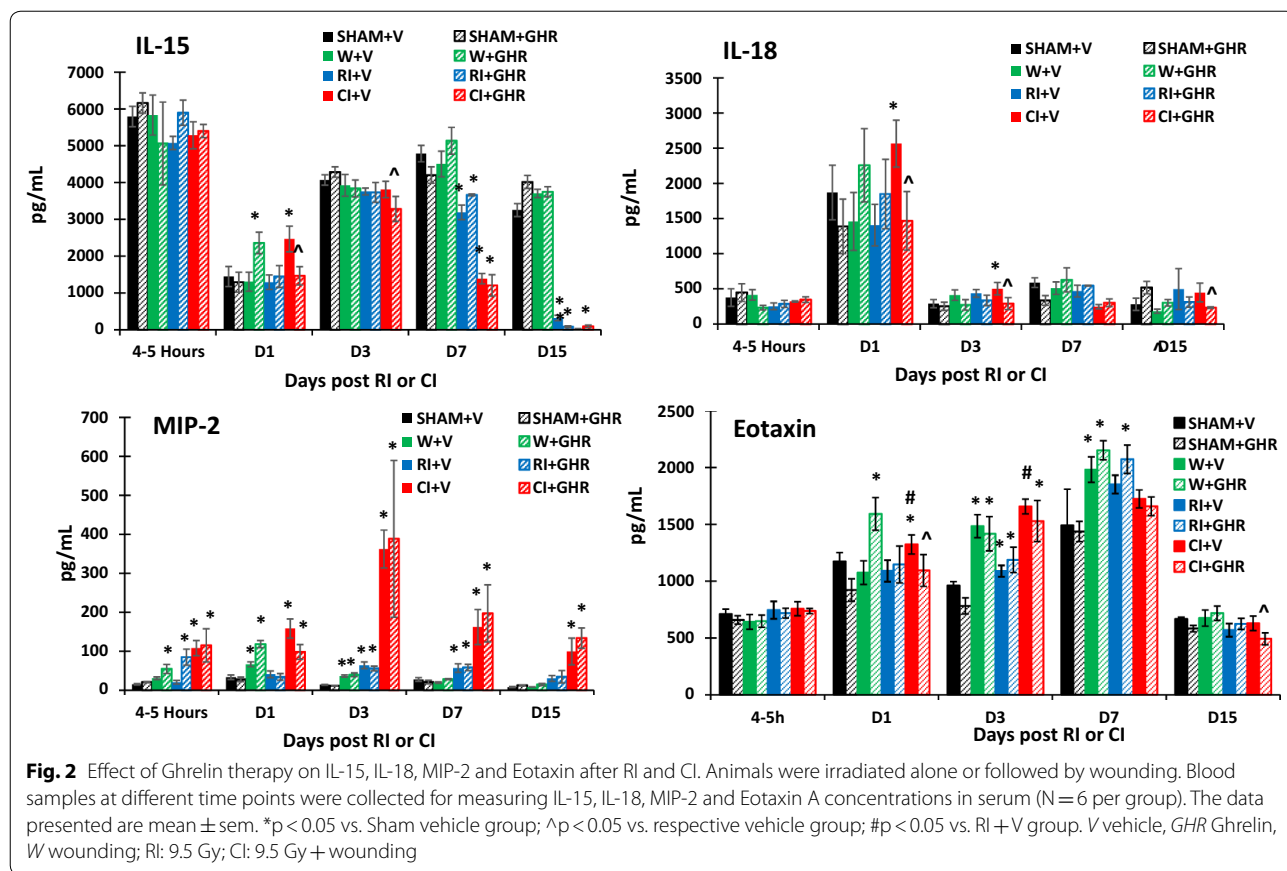 IL-15
SHAM+V SHAM+GHR
W+V W+GHR
RI+V RI+GHR
CI+V CI+GHR
7000
6000
5000
4000
3000
2000
1000
0
pg/mL
* * ^ ^ * * * * * * * *
4-5 Hours D1 D3 D7 D15
Days post RI or CI
IL-18
SHAM+V SHAM+GHR
W+V W+GHR
RI+V RI+GHR
CI+V CI+GHR
3500
3000
2500
2000
1500
1000
500
0
pg/mL
* ^ * ^ ^ ^
4-5 Hours D1 D3 D7 D15
Days post RI or CI
MIP-2
SHAM+V SHAM+GHR
W+V W+GHR
RI+V RI+GHR
CI+V CI+GHR
700
600
500
400
300
200
100
0
pg/mL
* * * * * * * * * * * * * * * * * * *
4-5 Hours D1 D3 D7 D15
Days post RI or CI
Eotaxin
SHAM+V
SHAM+GHR
W+V
W+GHR
RI+V
RI+GHR
CI+V
CI+GHR
2500
2000
1500
1000
500
0
pg/mL
* # * ^ * * * * # * * * * ^
4-5h D1 D3 D7 D15
Days post RI or CI
Fig. 2 Effect of Ghrelin therapy on IL-15, IL-18, MIP-2 and Eotaxin after RI and CI. Animals were irradiated alone or followed by wounding. Blood
samples at different time points were collected for measuring IL-15, IL-18, MIP-2 and Eotaxin A concentrations in serum (N = 6 per group). The data
presented are mean ± sem. *p < 0.05 vs. Sham vehicle group; ^p < 0.05 vs. respective vehicle group; #p < 0.05 vs. RI + V group. V vehicle, GHR Ghrelin,
W wounding; RI: 9.5 Gy; CI: 9.5 Gy + wounding